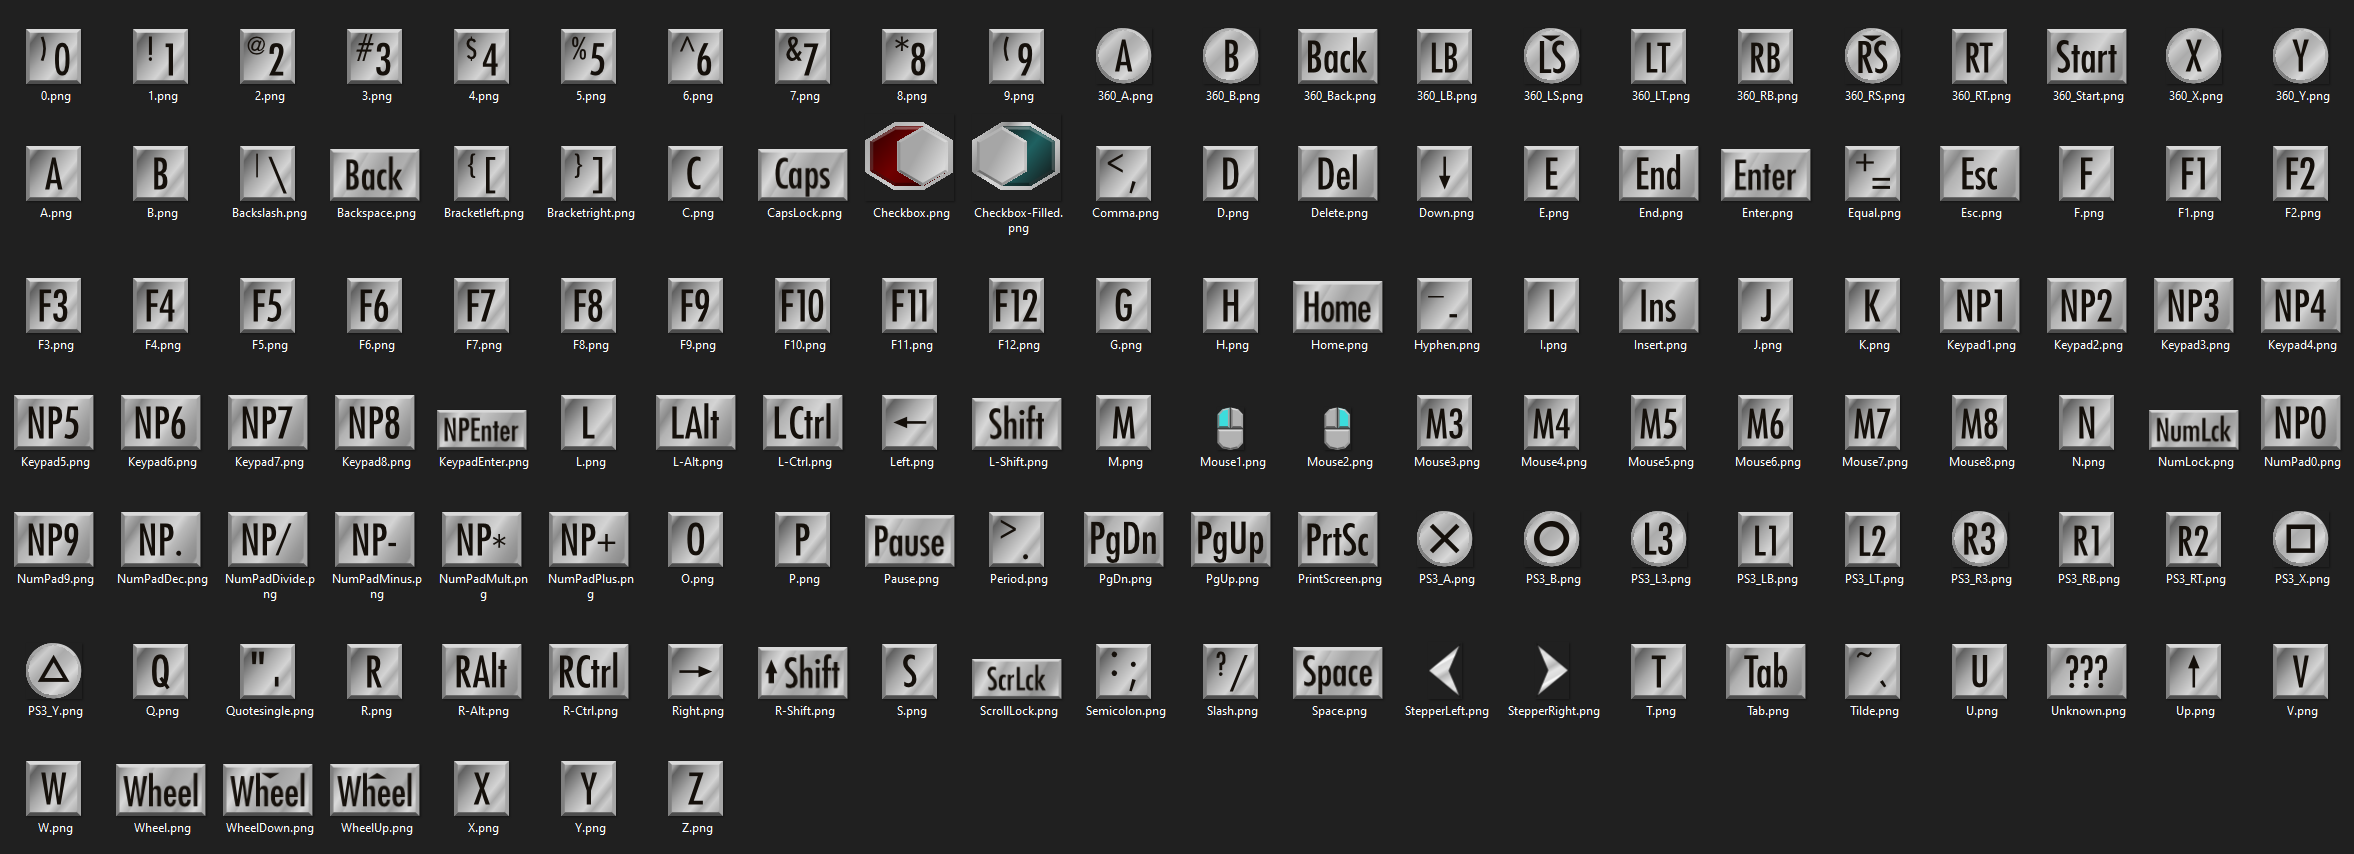 )0 !1 @2 #3 $4 %5 ^6 &7 *8 (9 A B Back LB LS LT RB RS RT Start X Y
0.png 1.png 2.png 3.png 4.png 5.png 6.png 7.png 8.png 9.png 360_A.png 360_B.png 360_Back.png 360_LB.png 360_LS.png 360_LT.png 360_RB.png 360_RS.png 360_RT.png 360_Start.png 360_X.png 360_Y.png
A B |\ Back {[ }] C Caps <, D Del ↓ E End Enter += Esc F F1 F2
A.png B.png Backslash.png Backspace.png Bracketleft.png Bracketright.png C.png CapsLock.png Checkbox.png Checkbox-Filled. Comma.png D.png Delete.png Down.png E.png End.png Enter.png Equal.png Esc.png F.png F1.png F2.png
png
F3 F4 F5 F6 F7 F8 F9 F10 F11 F12 G H Home _- I Ins J K NP1 NP2 NP3 NP4
F3.png F4.png F5.png F6.png F7.png F8.png F9.png F10.png F11.png F12.png G.png H.png Home.png Hyphen.png I.png Insert.png J.png K.png Keypad1.png Keypad2.png Keypad3.png Keypad4.png
NP5 NP6 NP7 NP8 NPEnter L LAlt LCtrl ← Shift M M3 M4 M5 M6 M7 M8 N NumLck NP0
Keypad5.png Keypad6.png Keypad7.png Keypad8.png KeypadEnter.png L.png L-Alt.png L-Ctrl.png Left.png L-Shift.png M.png Mouse1.png Mouse2.png Mouse3.png Mouse4.png Mouse5.png Mouse6.png Mouse7.png Mouse8.png N.png NumLock.png NumPad0.png
NP9 NP. NP/ NP- NP* NP+ O P Pause >. PgDn PgUp PrtSc L3 L1 L2 R3 R1 R2
NumPad9.png NumPadDec.png NumPadDivide.p NumPadMinus.p NumPadMult.pn NumPadPlus.pn O.png P.png Pause.png Period.png PgDn.png PgUp.png PrintScreen.png PS3_A.png PS3_B.png PS3_L3.png PS3_LB.png PS3_LT.png PS3_R3.png PS3_RB.png PS3_RT.png PS3_X.png
ng ng g g
Q ". R RAlt RCtrl → ↑ Shift S ScrLck :; ?/ Space T Tab ~` U ??? ↑ V
PS3_Y.png Q.png Quotesingle.png R.png R-Alt.png R-Ctrl.png Right.png R-Shift.png S.png ScrollLock.png Semicolon.png Slash.png Space.png StepperLeft.png StepperRight.png T.png Tab.png Tilde.png U.png Unknown.png Up.png V.png
W Wheel Wheel Wheel X Y Z
W.png Wheel.png WheelDown.png WheelUp.png X.png Y.png Z.png